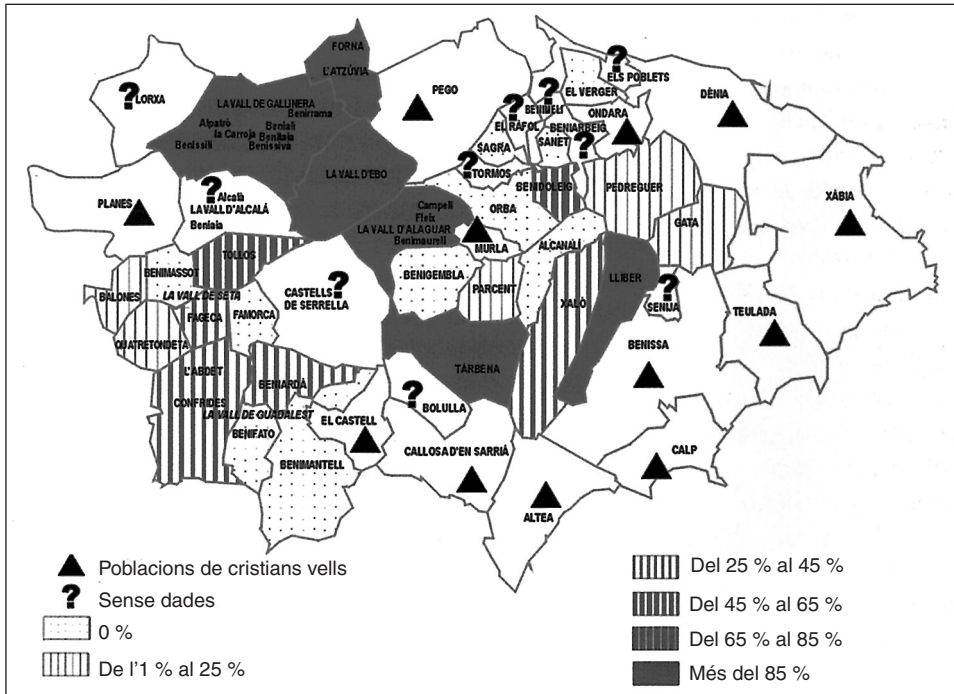 FORNA
L'ATZÚVIA
LORXA
LA VALL DE GALLINERA
Benirrama
Alpatró
la Carroja
Beniali
Benitaia
Benissili
Benissivà
PEGO
ELS POBLETS
EL VERGER
BENIMELI
EL RÀFOL
ONDARA
DÉNIA
BENIARBEIG
SAGRA
SANET
LA VALL D'EBO
TORMOS
BENIDOLEIG
PEDREGUER
XÀBIA
PLANES
Alcalà
LA VALL D'ALCALÀ
Beniaia
Campell
Fleix
LA VALL D'ALAGUAR
Benimaurell
ORBA
MURLA
ALCANALÍ
GATA
TOLLOS
BENIMASSOT
BALONES
LA VALL DE SETA
CASTELLS
DE SERRELLA
BENIGEMBLA
PARCENT
XALÓ
LLIBER
SENIJA
TEULADA
FAGECA
FAMORCA
QUATRETONDETA
BENISSA
L'ABDET
CONFRIDES
BENIARDÀ
TÀRBENA
LA VALL DE GUADALEST
BENIFATO
EL CASTELL
BOLULLA
BENIMANTELL
CALLOSA D'EN SARRIÀ
CALP
ALTEA
Poblacions de cristians vells
Sense dades
0 %
De l'1 % al 25 %
Del 25 % al 45 %
Del 45 % al 65 %
Del 65 % al 85 %
Més del 85 %